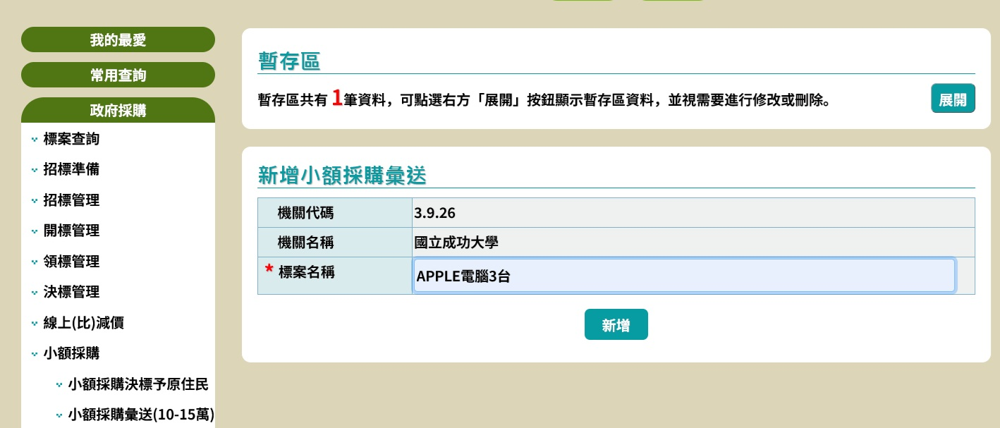 我的最愛
常用查詢
政府採購
標案查詢
招標準備
招標管理
開標管理
領標管理
決標管理
線上(比)減價
小額採購
小額採購決標予原住民
小額採購彙送(10-15萬)
暫存區
暫存區共有 1筆資料，可點選右方「展開」按鈕顯示暫存區資料，並視需要進行修改或刪除。
展開
新增小額採購彙送
機關代碼 3.9.26
機關名稱 國立成功大學
* 標案名稱 APPLE電腦3台
新增